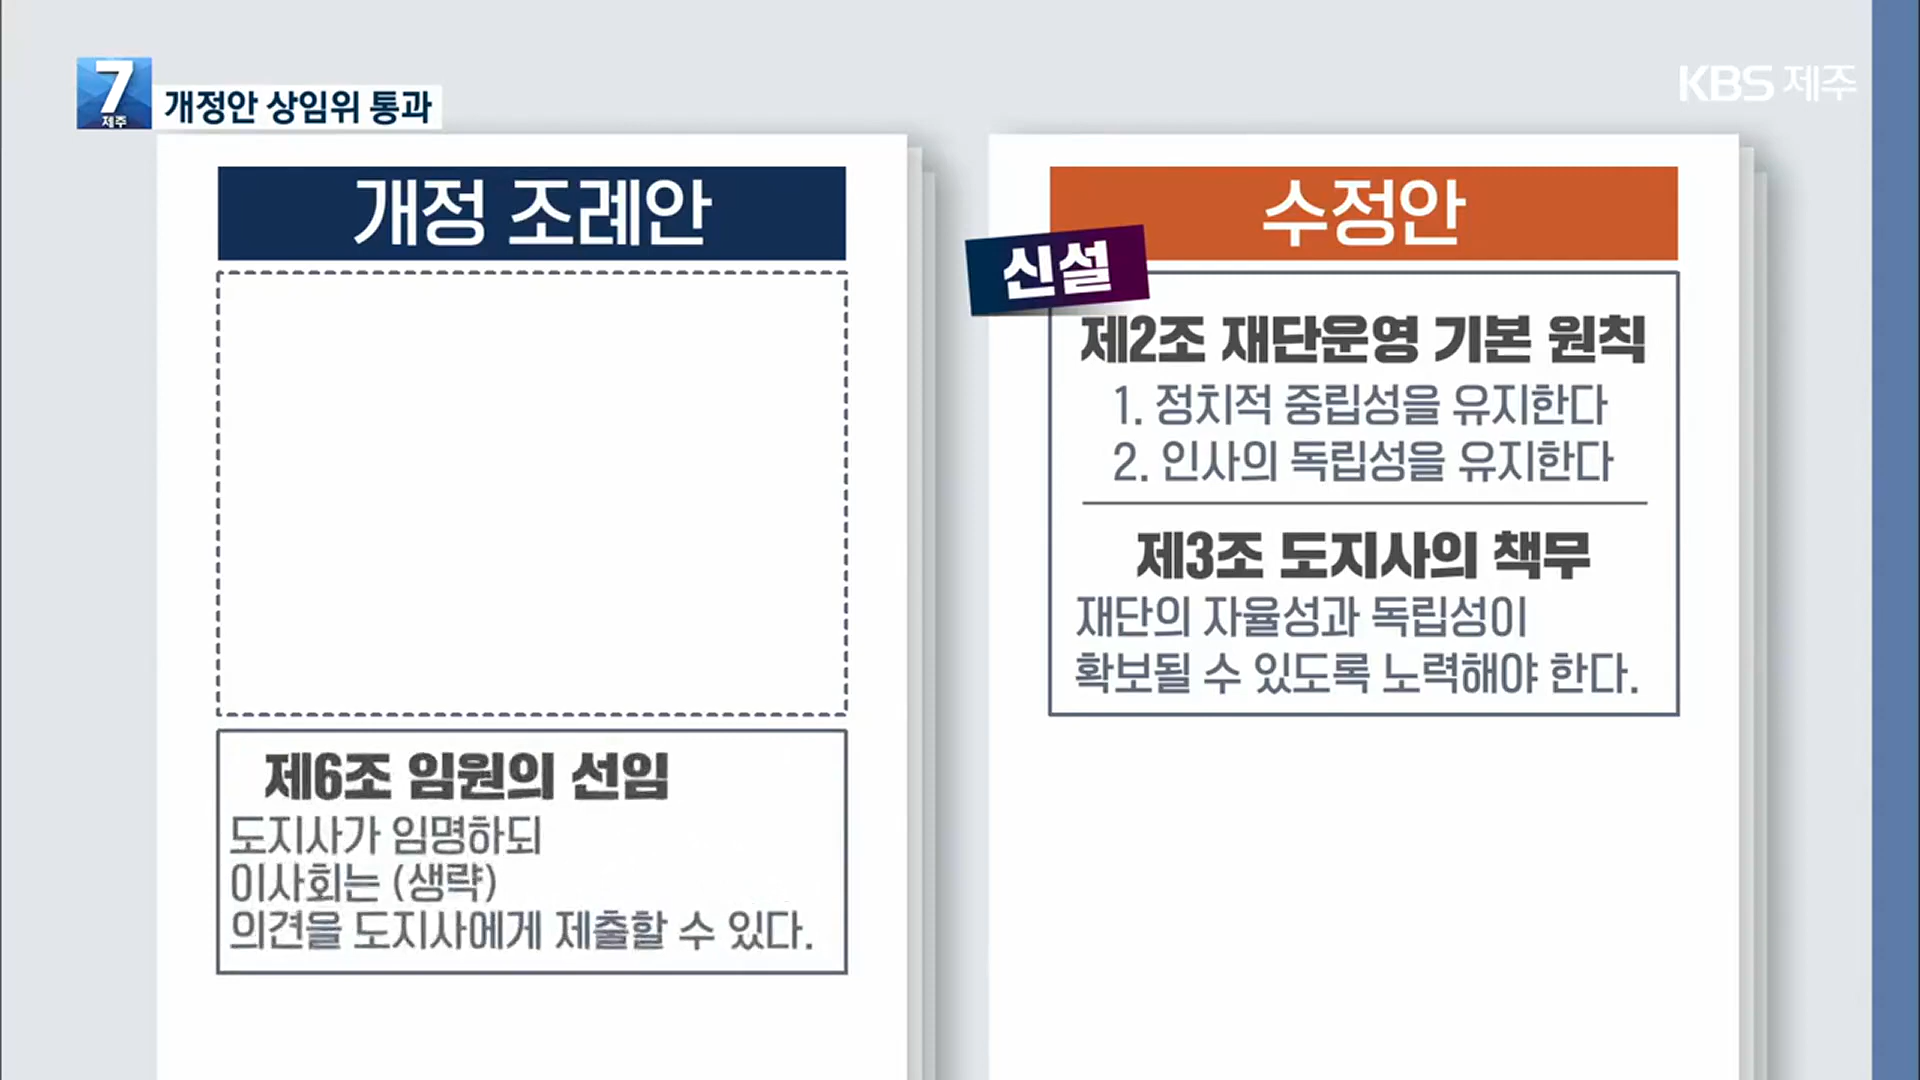 7
제주
개정안 상임위 통과
KBS 제주
개정 조례안
제6조 임원의 선임
도지사가 임명하되
이사회는 (생략)
의견을 도지사에게 제출할 수 있다.
수정안
신설
제2조 재단운영 기본 원칙
1. 정치적 중립성을 유지한다
2. 인사의 독립성을 유지한다
제3조 도지사의 책무
재단의 자율성과 독립성이
확보될 수 있도록 노력해야 한다.